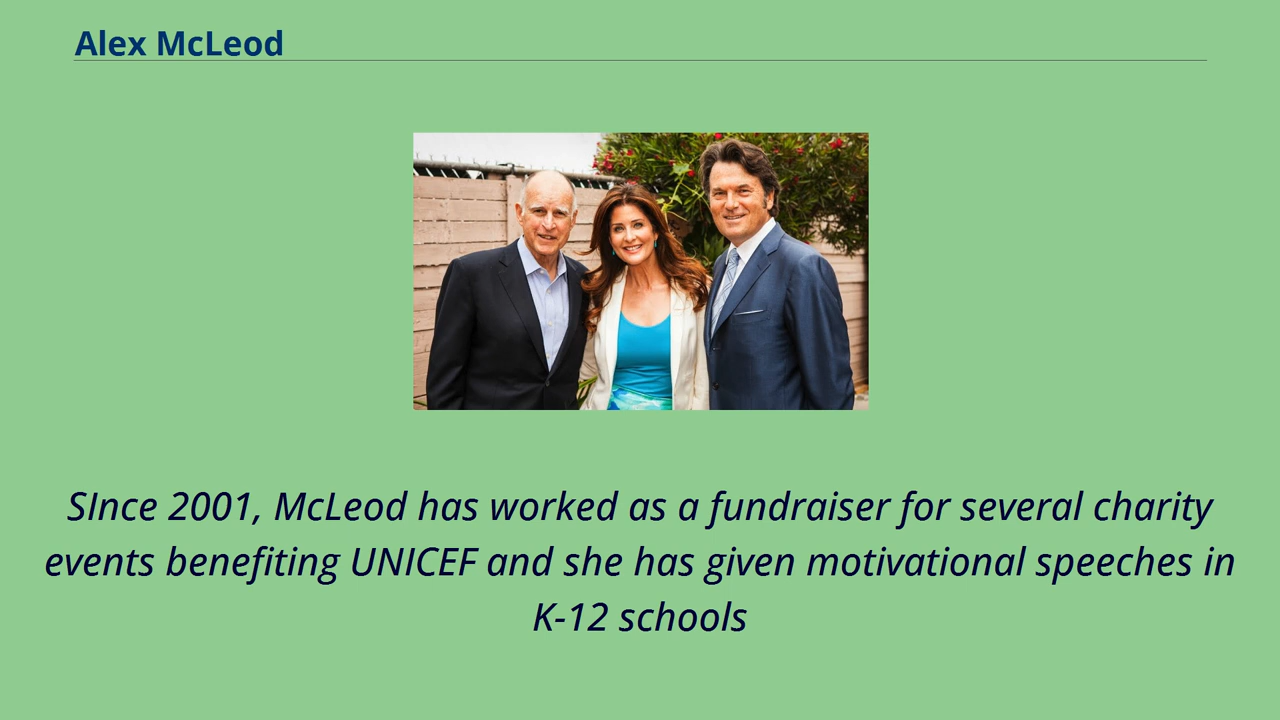 Alex McLeod
SInce 2001, McLeod has worked as a fundraiser for several charity
events benefiting UNICEF and she has given motivational speeches in
K-12 schools